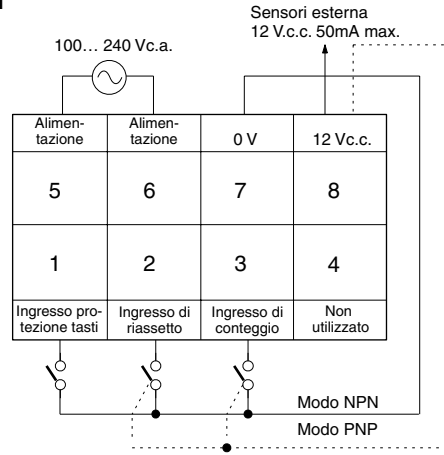 Sensori esterna
12 V.c.c. 50mA max.
100... 240 Vc.a.
Alimen-
tazione
Alimen-
tazione
0 V
12 Vc.c.
5
6
7
8
1
2
3
4
Ingresso pro-
tezione tasti
Ingresso di
riassetto
Ingresso di
conteggio
Non
utilizzato
Modo NPN
Modo PNP